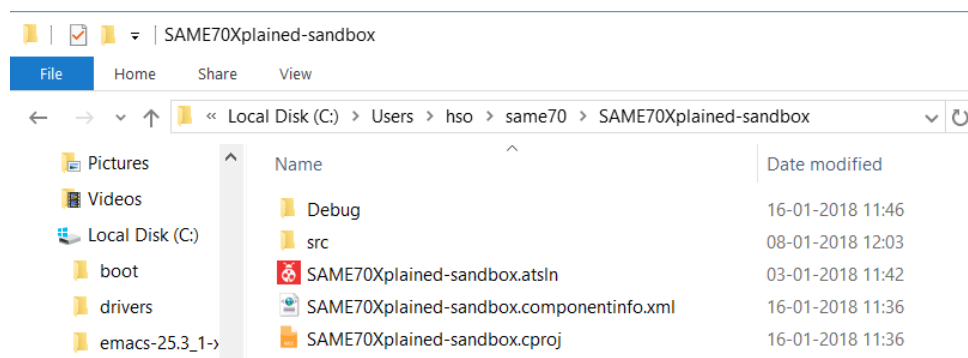 SAME70Xplained-sandbox
File Home Share View
« Local Disk (C:) > Users > hso > same70 > SAME70Xplained-sandbox
Pictures
Videos
Local Disk (C:)
boot
drivers
emacs-25.3_1-x
Name Date modified
Debug 16-01-2018 11:46
src 08-01-2018 12:03
SAME70Xplained-sandbox.atsln 03-01-2018 11:42
SAME70Xplained-sandbox.componentinfo.xml 16-01-2018 11:36
SAME70Xplained-sandbox.cproj 16-01-2018 11:36